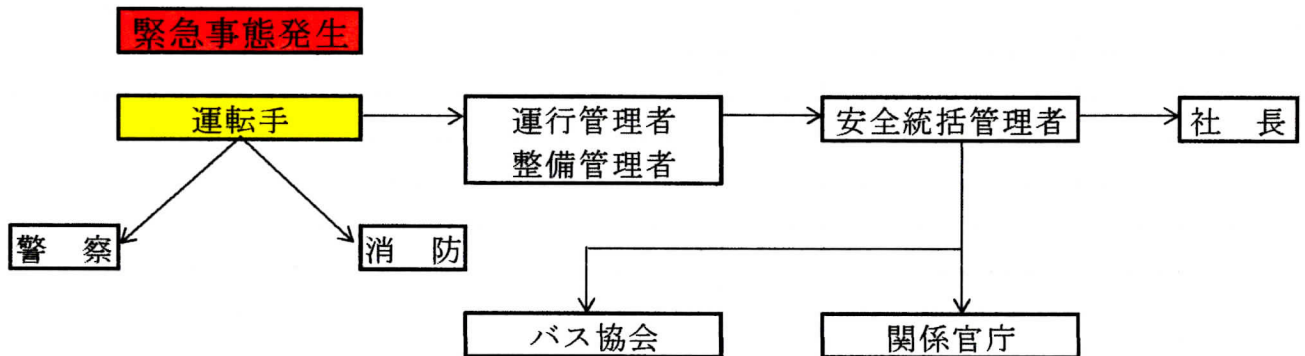 緊急事態発生
運転手
運行管理者
整備管理者
安全統括管理者
社　長
警　察
消　防
バス協会
関係官庁